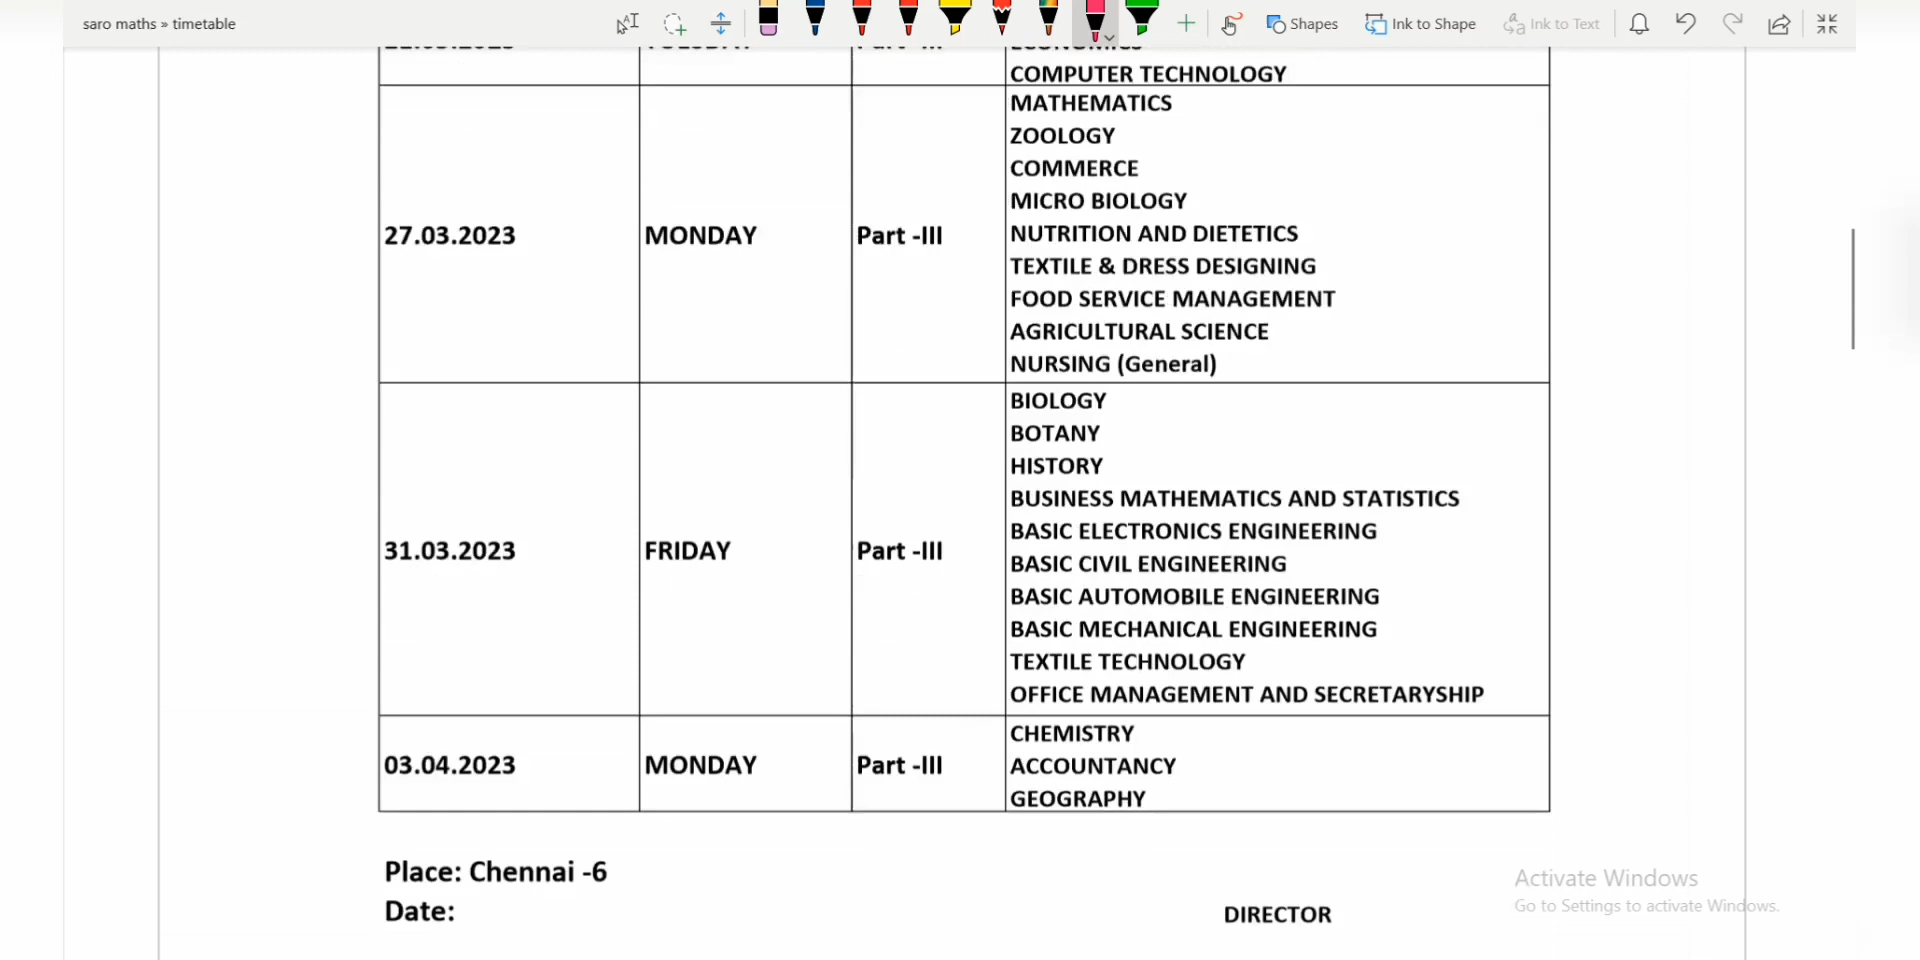 saro maths » timetable
Shapes
Ink to Shape
Ink to Text
ECONOMICS
COMPUTER TECHNOLOGY
27.03.2023 MONDAY Part -III
MATHEMATICS
ZOOLOGY
COMMERCE
MICRO BIOLOGY
NUTRITION AND DIETETICS
TEXTILE & DRESS DESIGNING
FOOD SERVICE MANAGEMENT
AGRICULTURAL SCIENCE
NURSING (General)
31.03.2023 FRIDAY Part -III
BIOLOGY
BOTANY
HISTORY
BUSINESS MATHEMATICS AND STATISTICS
BASIC ELECTRONICS ENGINEERING
BASIC CIVIL ENGINEERING
BASIC AUTOMOBILE ENGINEERING
BASIC MECHANICAL ENGINEERING
TEXTILE TECHNOLOGY
OFFICE MANAGEMENT AND SECRETARYSHIP
03.04.2023 MONDAY Part -III
CHEMISTRY
ACCOUNTANCY
GEOGRAPHY
Place: Chennai -6
Date:
DIRECTOR
Activate Windows
Go to Settings to activate Windows.